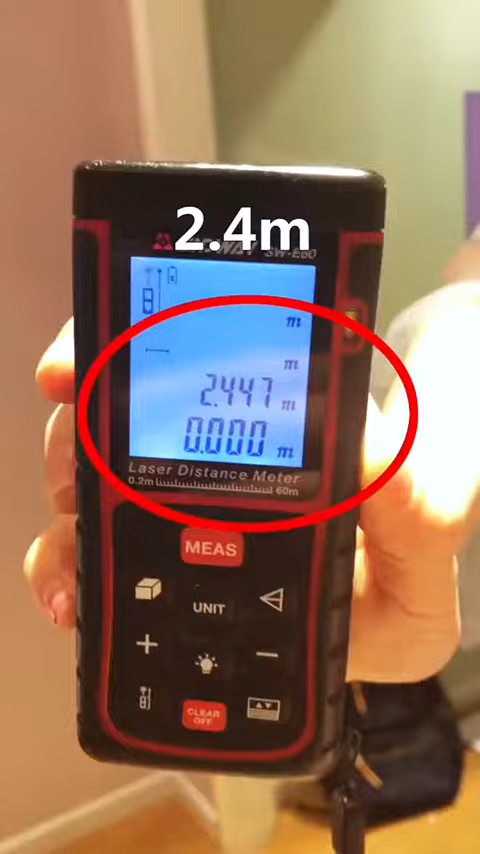 2.4m
SW-E60
m
m
2.447 m
0.000 m
Laser Distance Meter
0.2m 60m
MEAS
UNIT
+
−
CLEAR
OFF